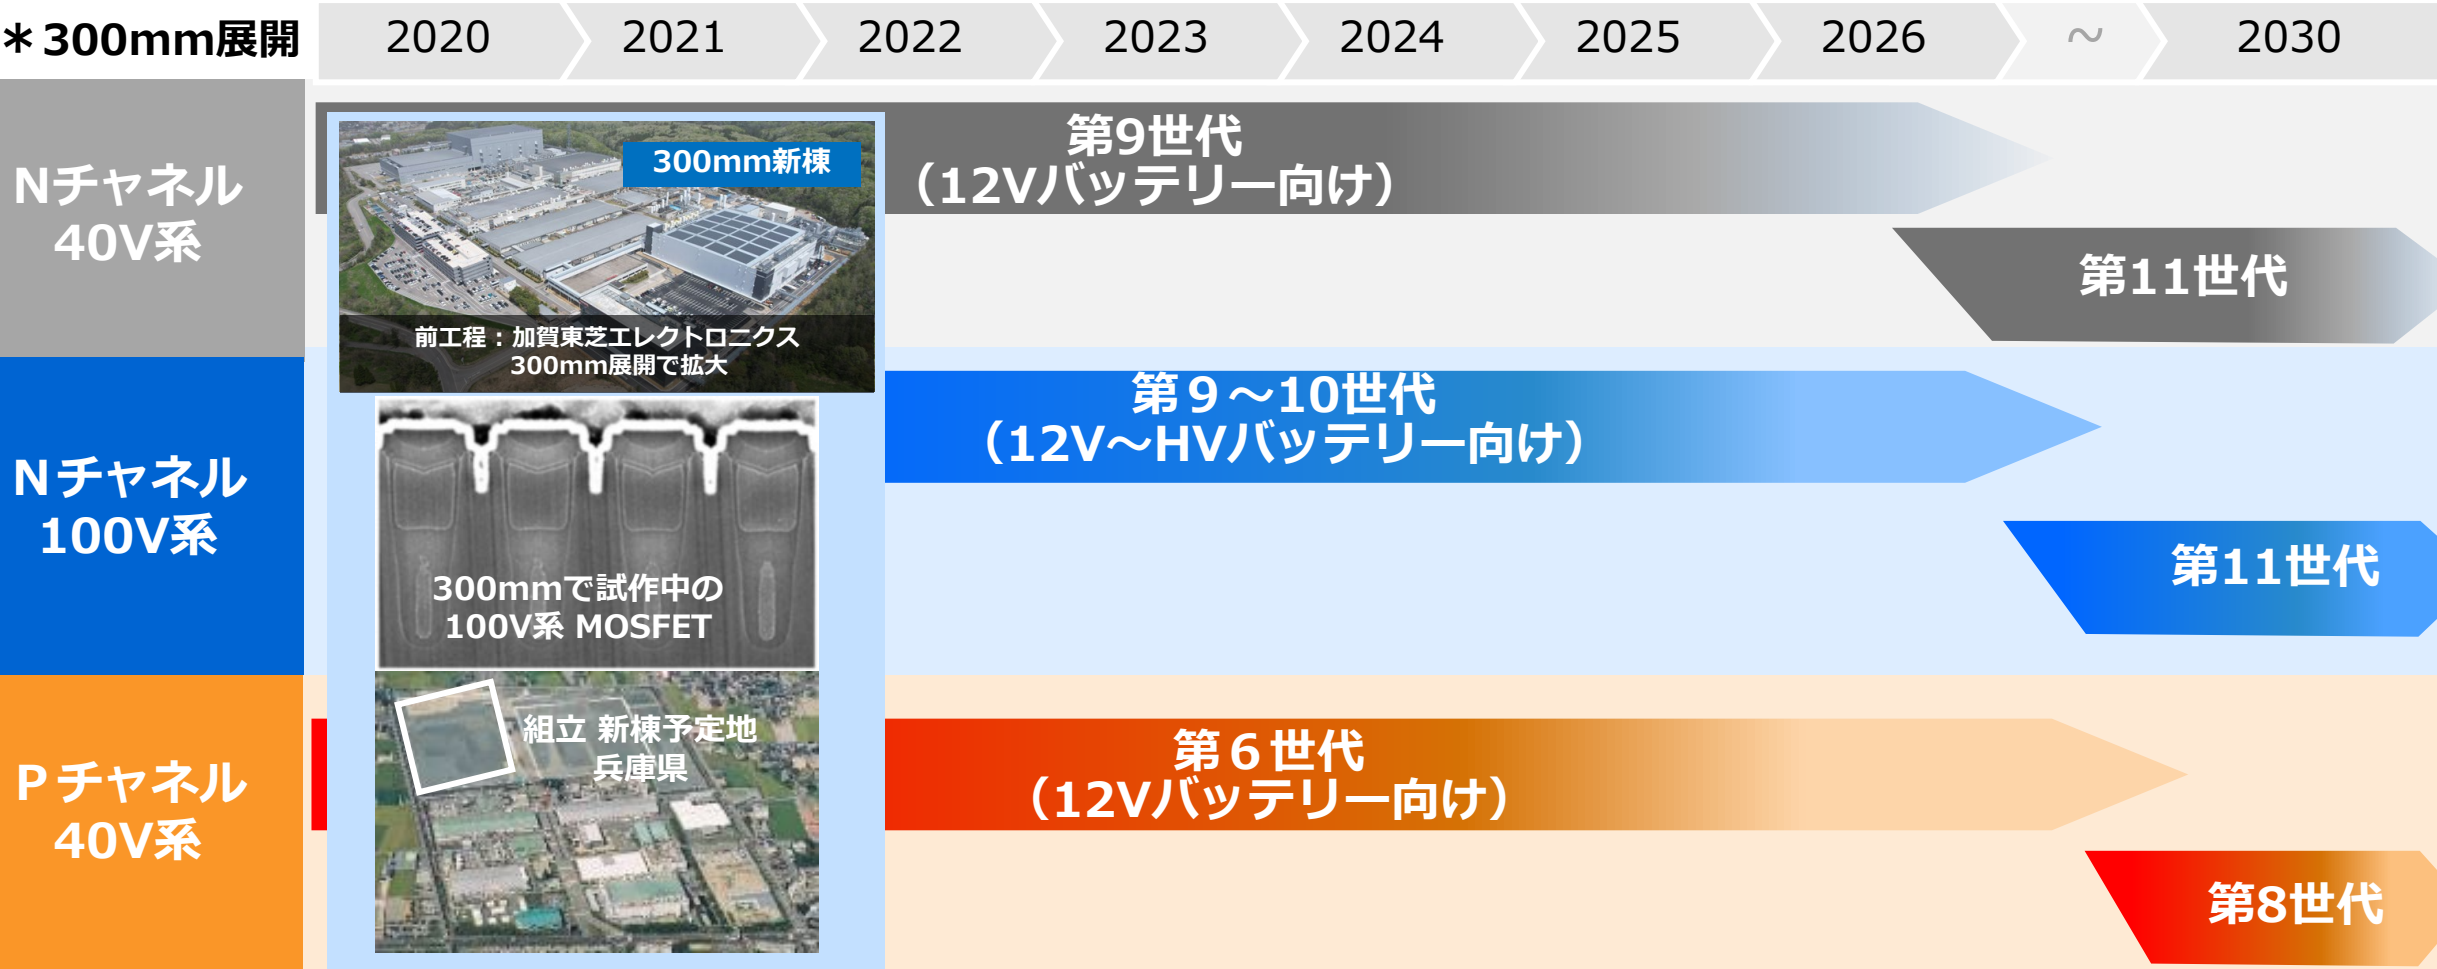 ＊300mm展開
2020
2021
2022
2023
2024
2025
2026
～
2030
Nチャネル
40V系
300mm新棟
前工程：加賀東芝エレクトロニクス
300mm展開で拡大
第9世代
（12Vバッテリー向け）
第11世代
Ｎチャネル
100V系
300mmで試作中の
100V系 MOSFET
第９～10世代
（12V～HVバッテリー向け）
第11世代
Ｐチャネル
40V系
組立 新棟予定地
兵庫県
第６世代
（12Vバッテリー向け）
第8世代